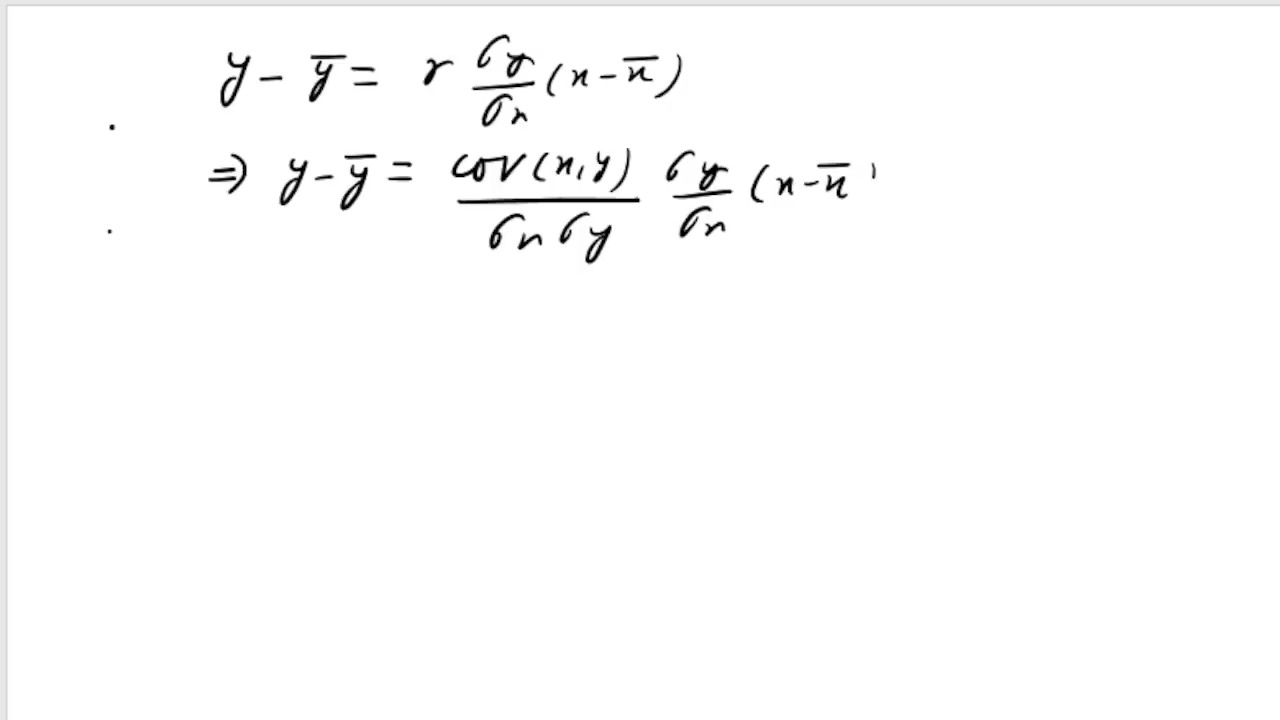 y - ȳ = r σy/σx (x - x̄)
⇒ y - ȳ = cov(x,y)/σx σy σy/σx (x - x̄